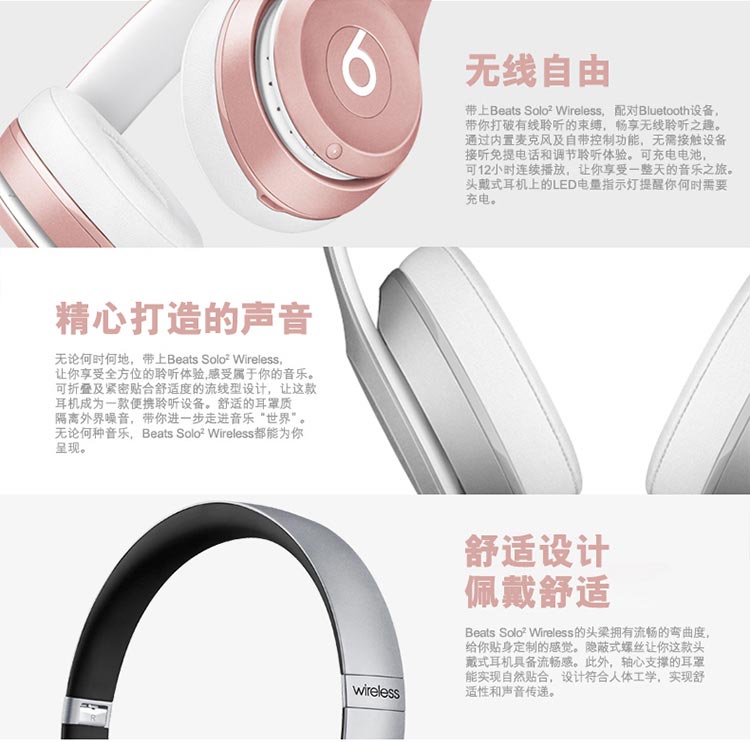 无线自由
带上Beats Solo² Wireless，配对Bluetooth设备，
带你打破有线聆听的束缚，畅享无线聆听之趣。
通过内置麦克风及自带控制功能，无需接触设备
接听免提电话和调节聆听体验。可充电电池，
可12小时连续播放，让你享受一整天的音乐之旅。
头戴式耳机上的LED电量指示灯提醒你何时需要
充电。
精心打造的声音
无论何时何地，带上Beats Solo² Wireless，
让你享受全方位的聆听体验,感受属于你的音乐。
可折叠及紧密贴合舒适度的流线型设计，让这款
耳机成为一款便携聆听设备。舒适的耳罩质
隔离外界噪音，带你进一步走进音乐“世界”。
无论何种音乐，Beats Solo² Wireless都能为你
呈现。
舒适设计
佩戴舒适
Beats Solo² Wireless的头梁拥有流畅的弯曲度，
给你贴身定制的感觉。隐蔽式螺丝让你这款头
戴式耳机具备流畅感。此外，轴心支撑的耳罩
能实现自然贴合，设计符合人体工学，实现舒
适性和声音传递。
wireless
R